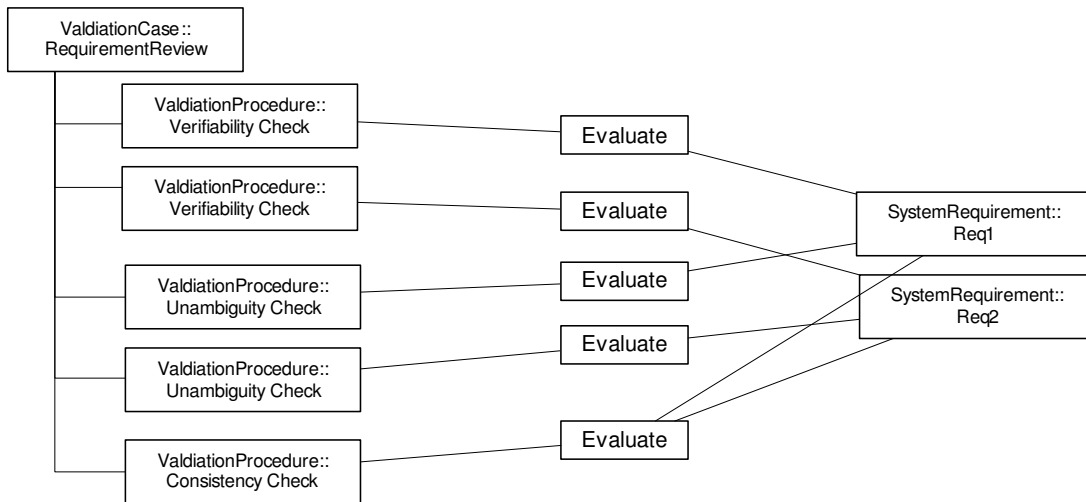 ValdiationCase::
RequirementReview
ValdiationProcedure::
Verifiability Check
Evaluate
ValdiationProcedure::
Verifiability Check
Evaluate
SystemRequirement::
Req1
ValdiationProcedure::
Unambiguity Check
Evaluate
SystemRequirement::
Req2
ValdiationProcedure::
Unambiguity Check
Evaluate
ValdiationProcedure::
Consistency Check
Evaluate